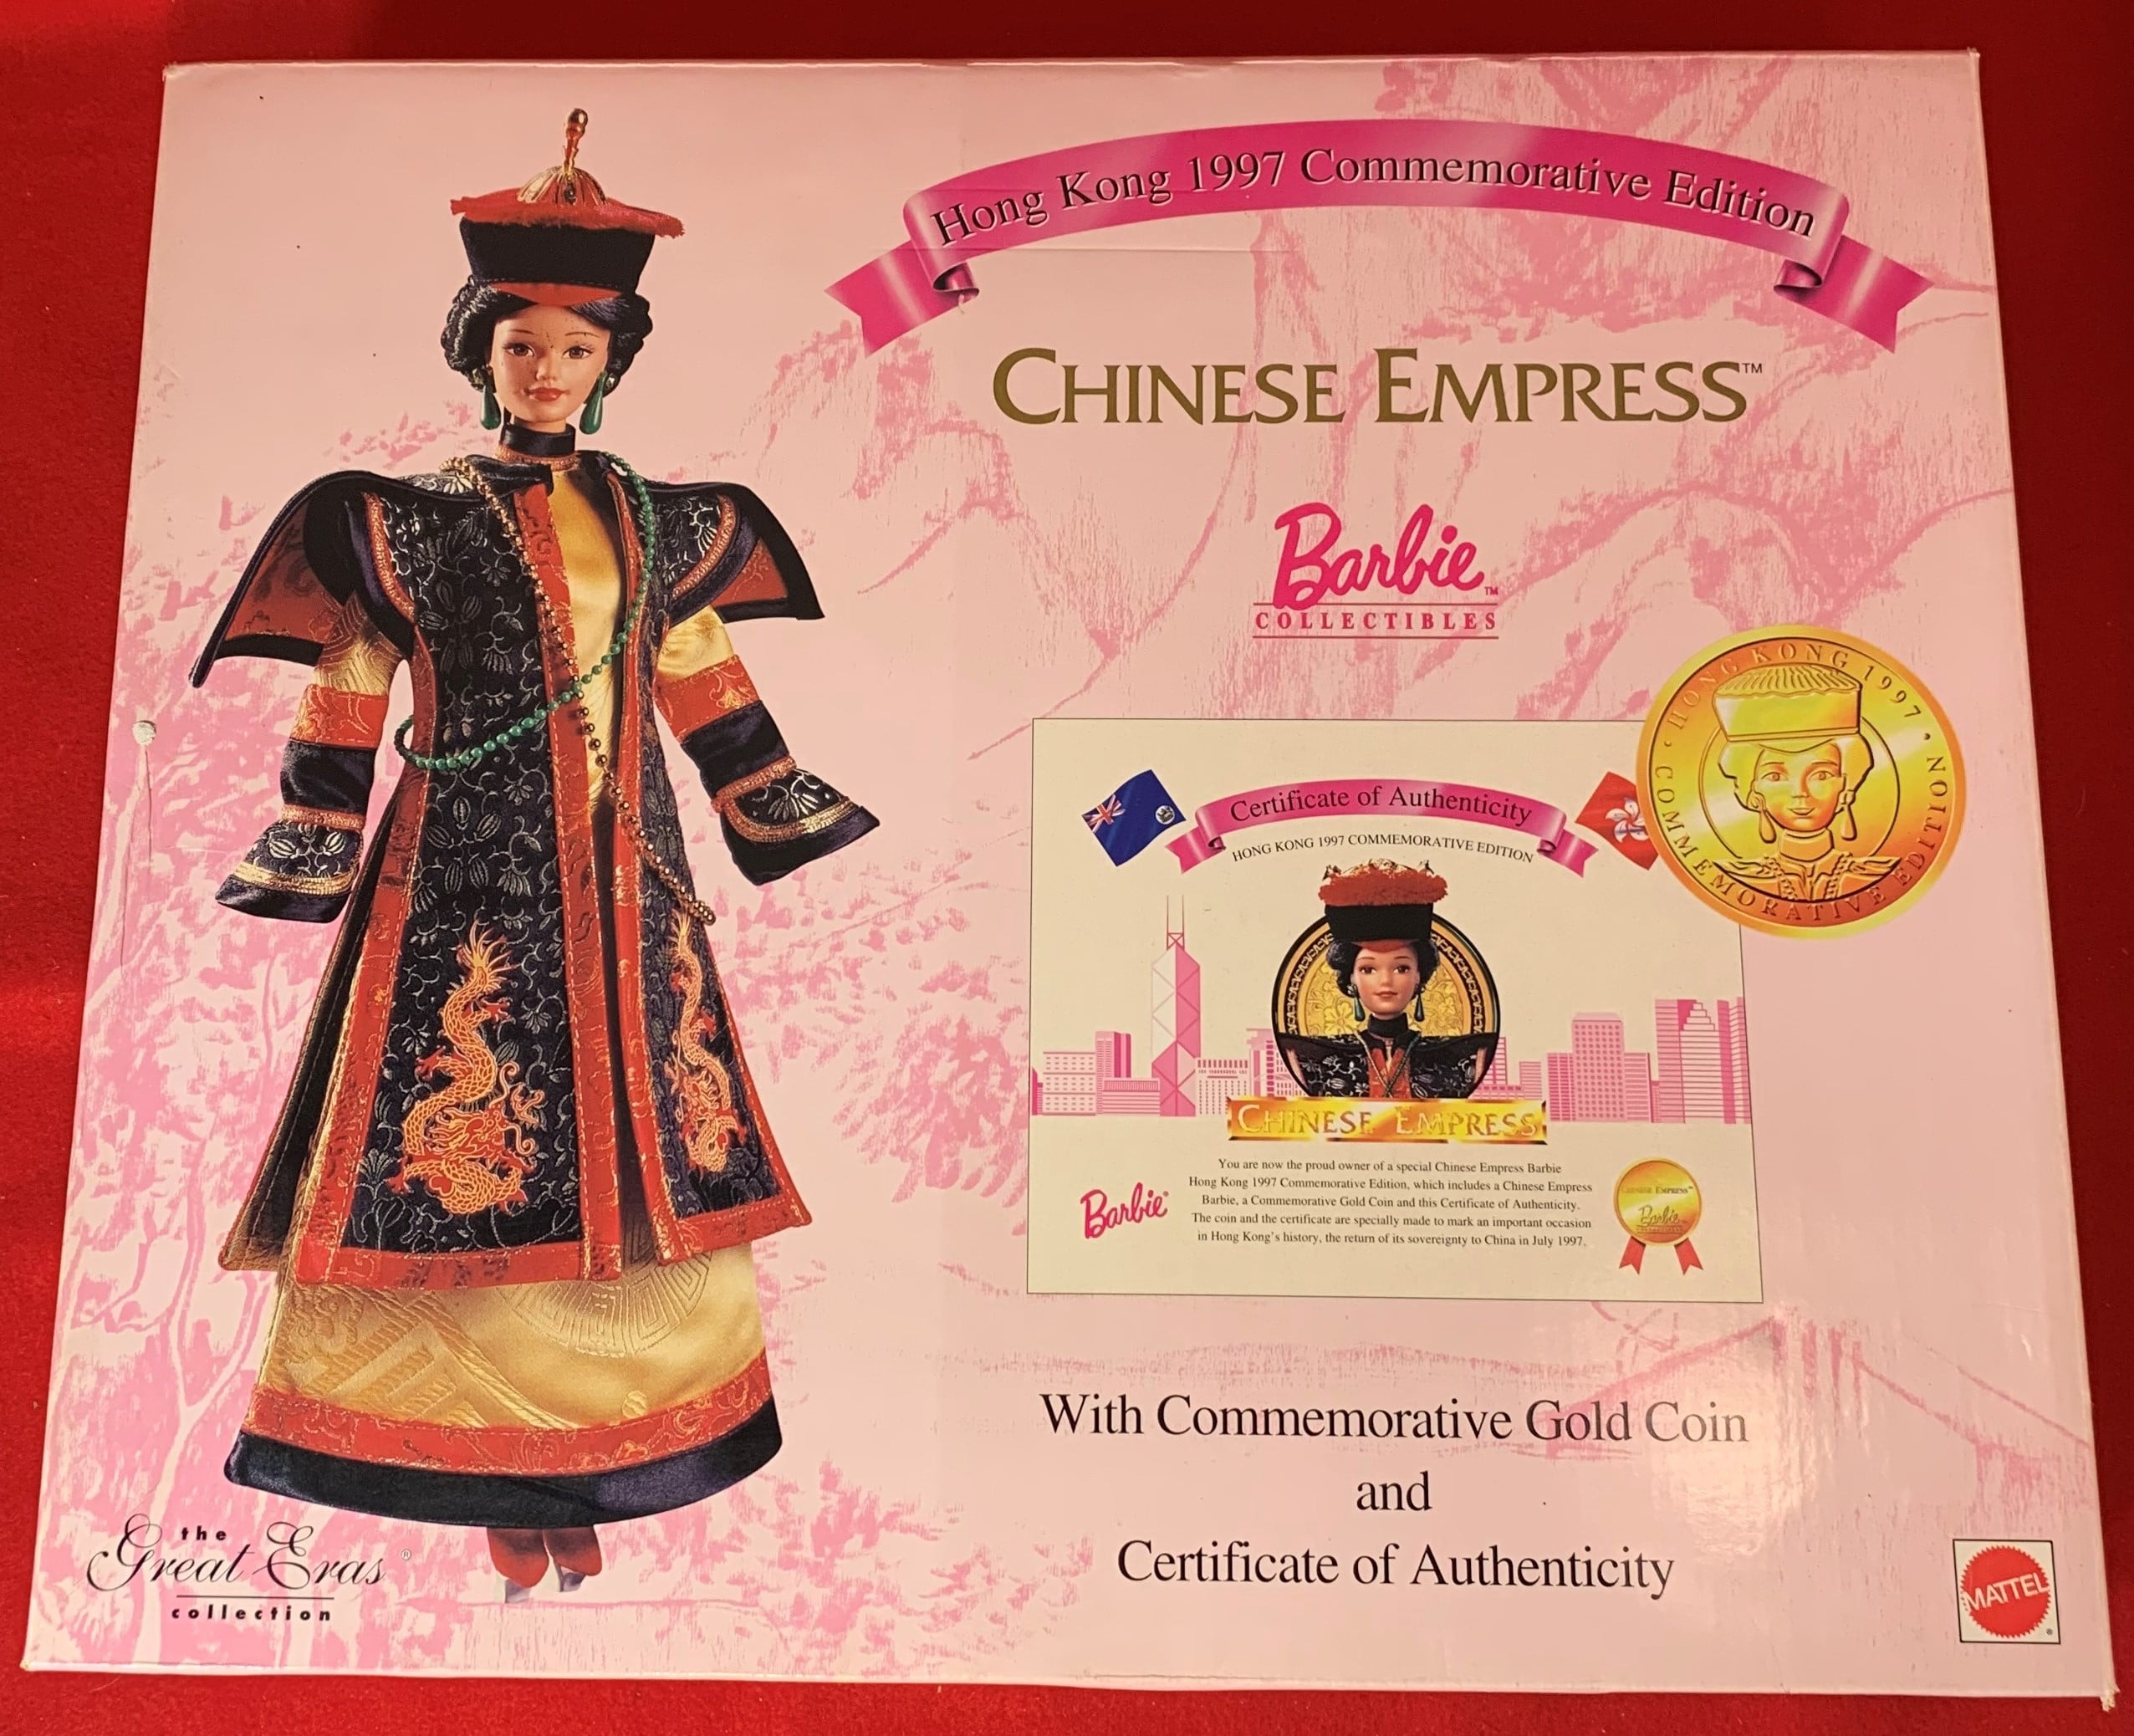 Hong Kong 1997 Commemorative Edition
CHINESE EMPRESS™
Barbie™
COLLECTIBLES
• HONG KONG 1997 •
COMMEMORATIVE EDITION
Certificate of Authenticity
HONG KONG 1997 COMMEMORATIVE EDITION
CHINESE EMPRESS
You are now the proud owner of a special Chinese Empress Barbie
Hong Kong 1997 Commemorative Edition, which includes a Chinese Empress
Barbie, a Commemorative Gold Coin and this Certificate of Authenticity.
The coin and the certificate are specially made to mark an important occasion
in Hong Kong's history, the return of its sovereignty to China in July 1997.
Barbie®
CHINESE EMPRESS™
Barbie
With Commemorative Gold Coin
and
Certificate of Authenticity
the
Great Eras®
collection
MATTEL®